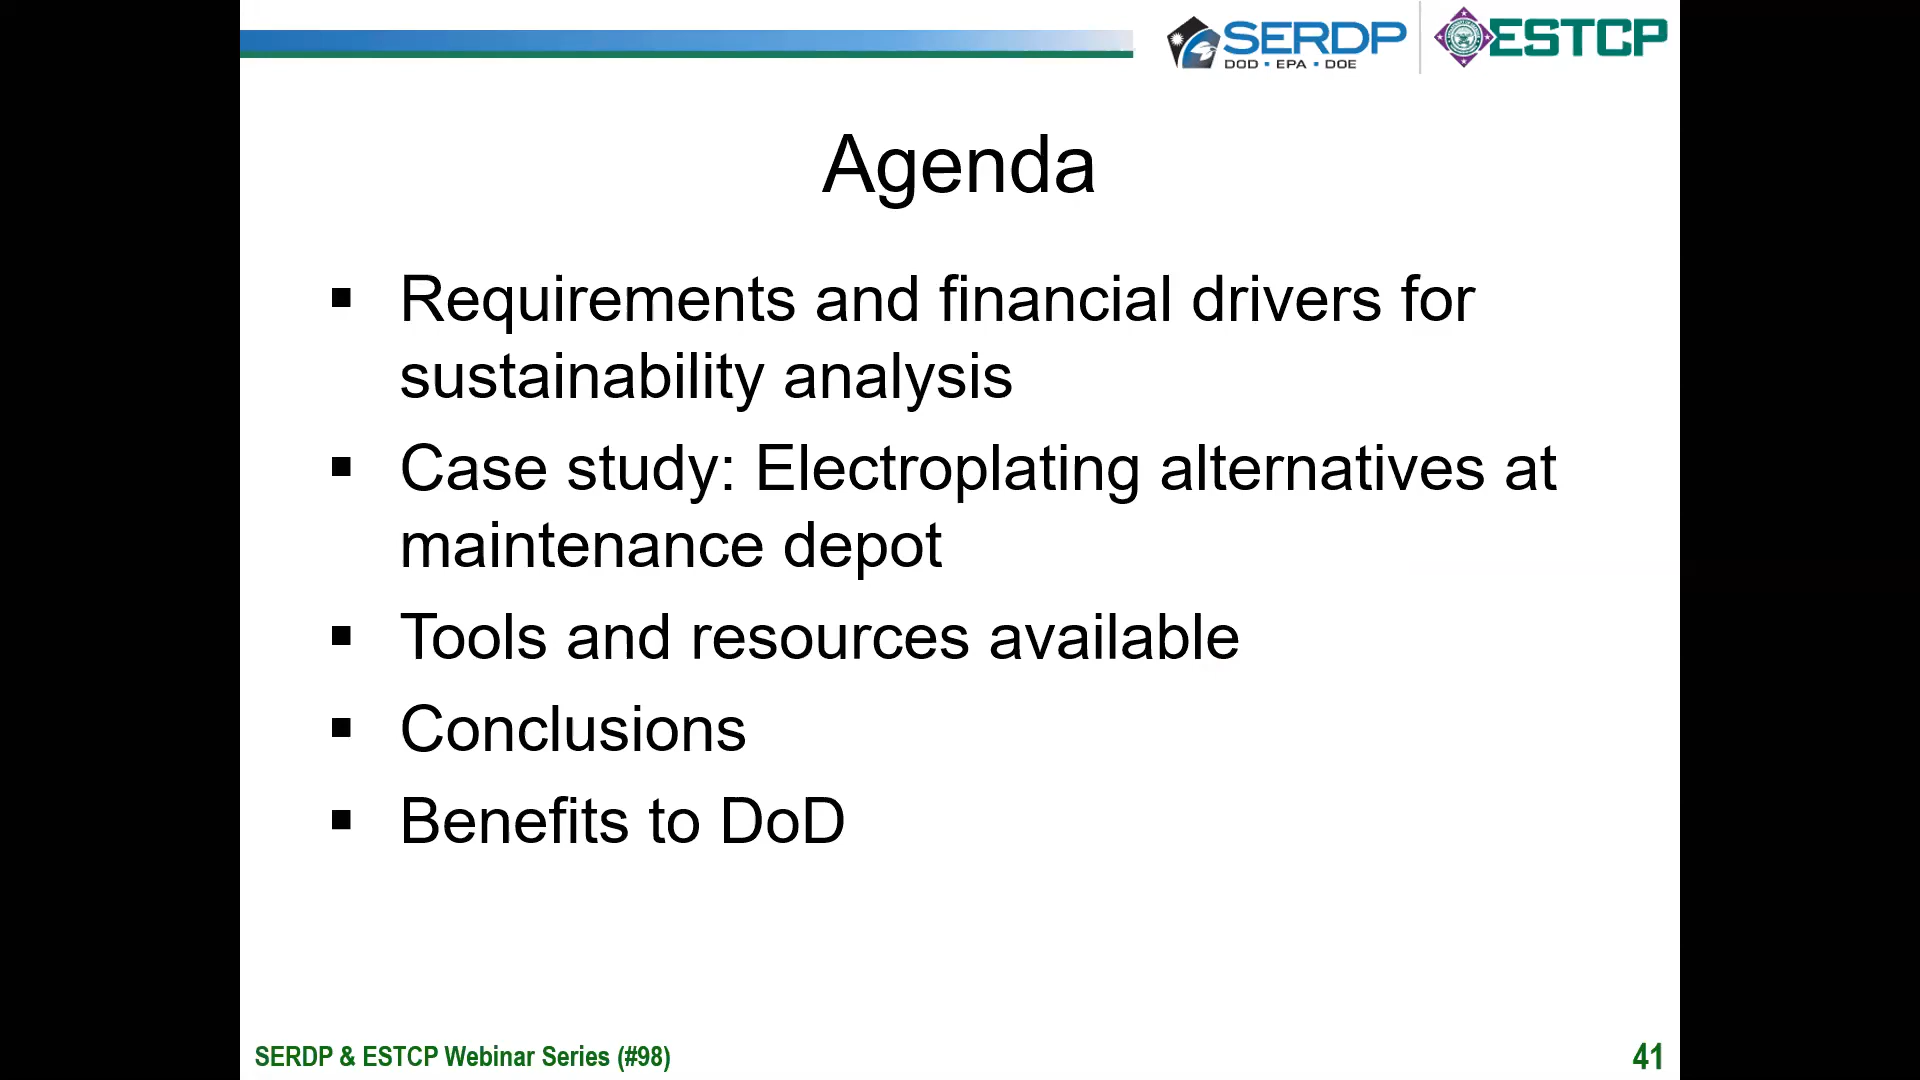 SERDP
DOD ▪ EPA ▪ DOE
ESTCP
Agenda
▪ Requirements and financial drivers for
sustainability analysis
▪ Case study: Electroplating alternatives at
maintenance depot
▪ Tools and resources available
▪ Conclusions
▪ Benefits to DoD
SERDP & ESTCP Webinar Series (#98)
41